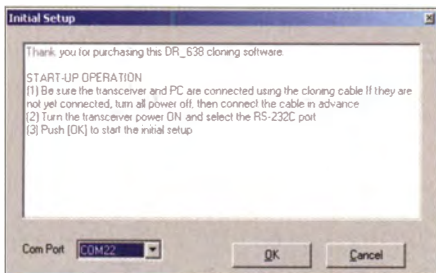 Initial Setup
Thank you for purchasing this DR_638 cloning software.
START-UP OPERATION
(1) Be sure the transceiver and PC are connected using the cloning cable If they are
not yet connected, turn all power off, then connect the cable in advance
(2) Turn the transceiver power ON and select the RS-232C port
(3) Push [OK] to start the initial setup
Com Port COM22 OK Cancel